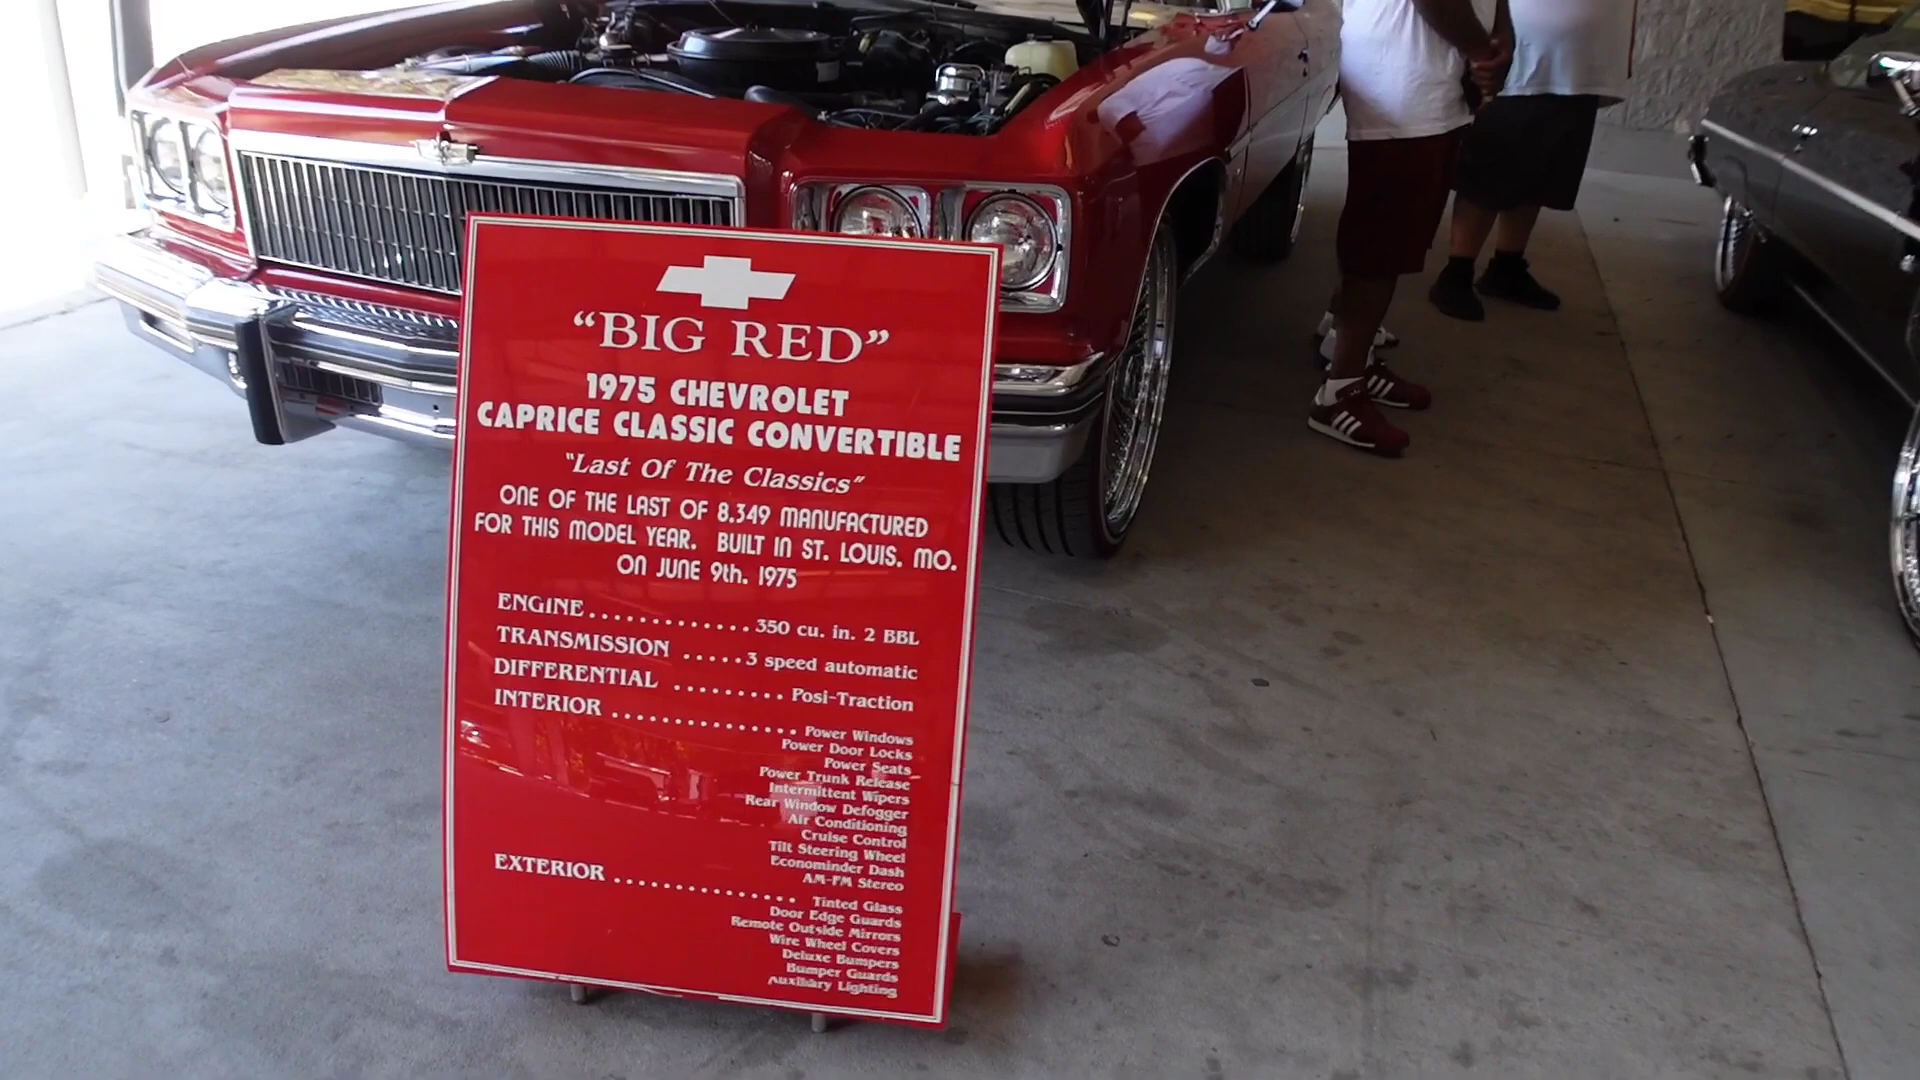 “BIG RED”
1975 CHEVROLET
CAPRICE CLASSIC CONVERTIBLE
“Last Of The Classics”
ONE OF THE LAST OF 8,349 MANUFACTURED
FOR THIS MODEL YEAR. BUILT IN ST. LOUIS, MO.
ON JUNE 9th, 1975
ENGINE.............350 cu. in. 2 BBL
TRANSMISSION .....3 speed automatic
DIFFERENTIAL .........Posi-Traction
INTERIOR ...............Power Windows
Power Door Locks
Power Seats
Power Trunk Release
Intermittent Wipers
Rear Window Defogger
Air Conditioning
Cruise Control
Tilt Steering Wheel
Econominder Dash
AM-FM Stereo
EXTERIOR ...............Tinted Glass
Door Edge Guards
Remote Outside Mirrors
Wire Wheel Covers
Deluxe Bumpers
Bumper Guards
Auxiliary Lighting